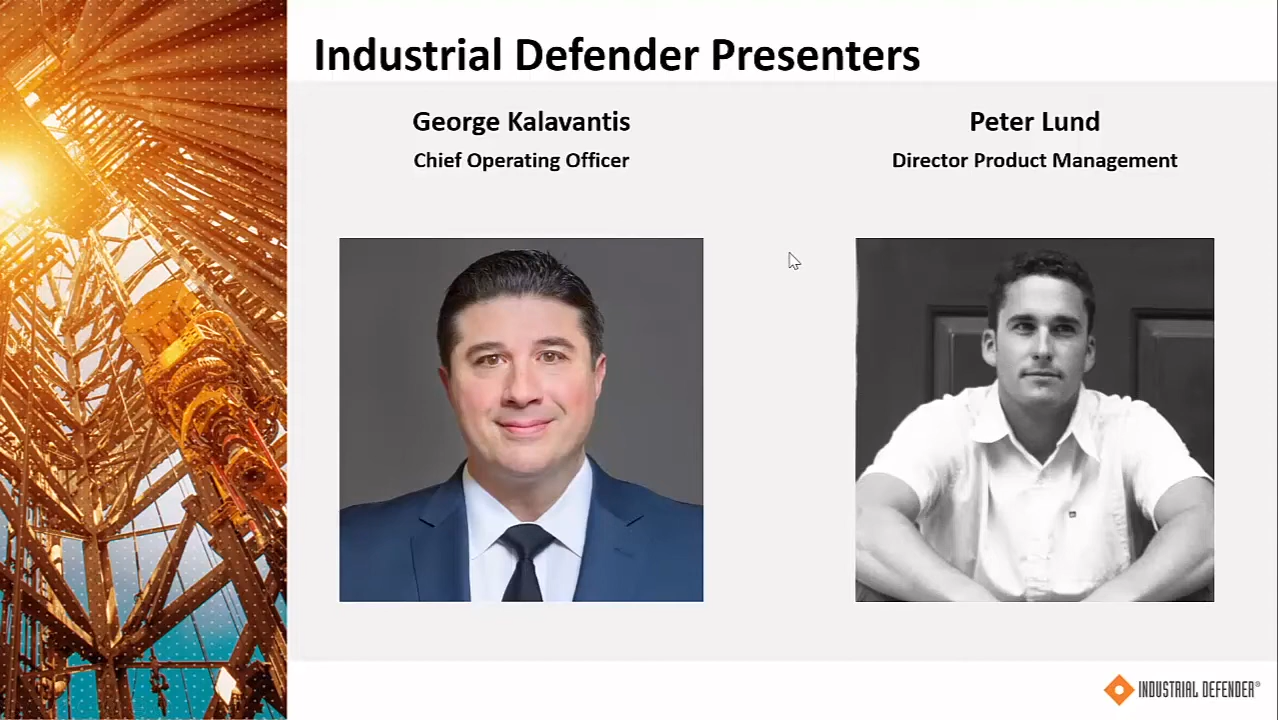 Industrial Defender Presenters
George Kalavantis
Chief Operating Officer
Peter Lund
Director Product Management
INDUSTRIAL DEFENDER®